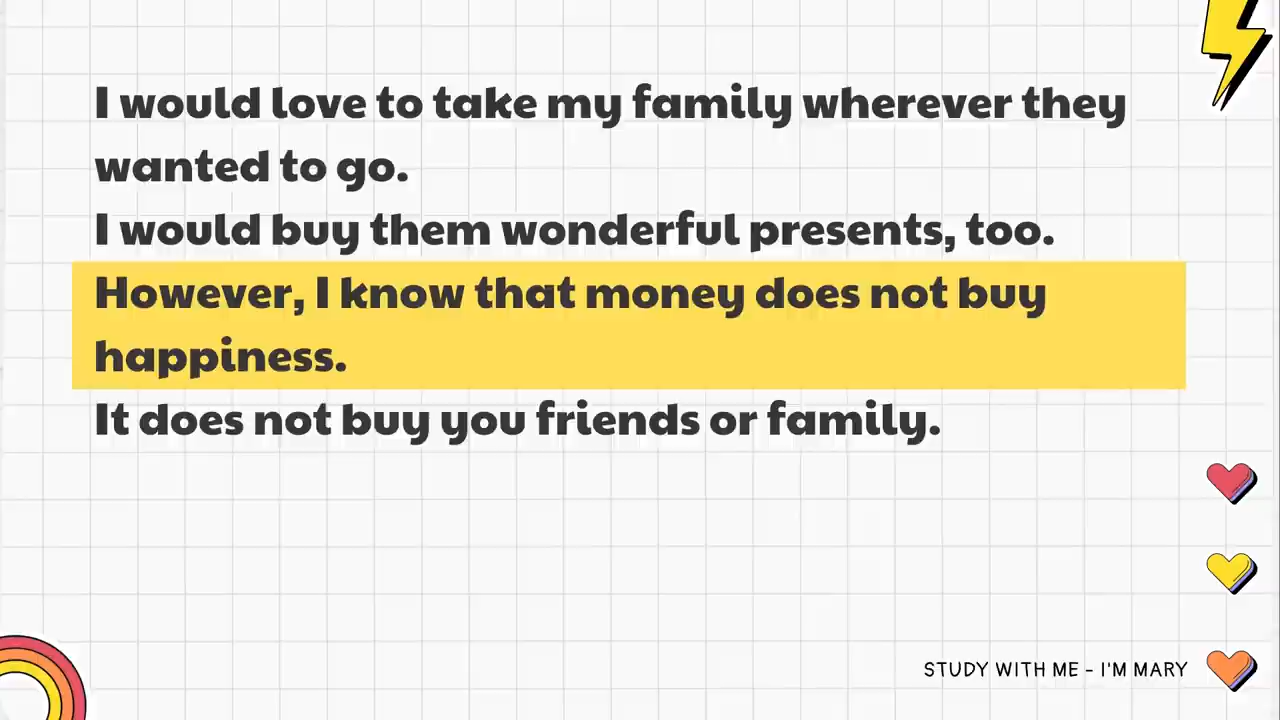 I would love to take my family wherever they
wanted to go.
I would buy them wonderful presents, too.
However, I know that money does not buy
happiness.
It does not buy you friends or family.
STUDY WITH ME - I'M MARY